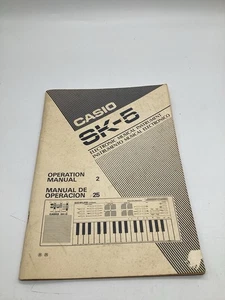 CASIO
SK-5
ELECTRONIC MUSICAL INSTRUMENT
INSTRUMENTO MUSICAL ELECTRONICO
OPERATION
MANUAL 2
MANUAL DE
OPERACION 25